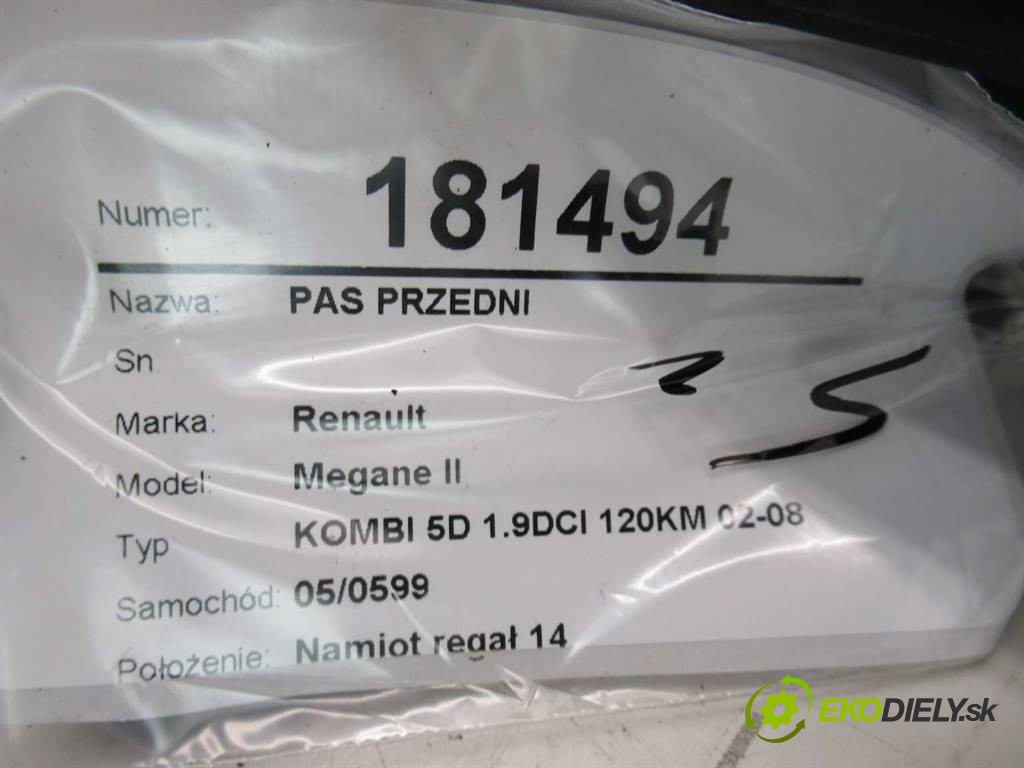 Numer: 181494
Nazwa: PAS PRZEDNI
Sn
Marka: Renault
Model: Megane II
Typ KOMBI 5D 1.9DCI 120KM 02-08
Samochód: 05/0599
Położenie: Namiot regał 14
EKODIELY.sk